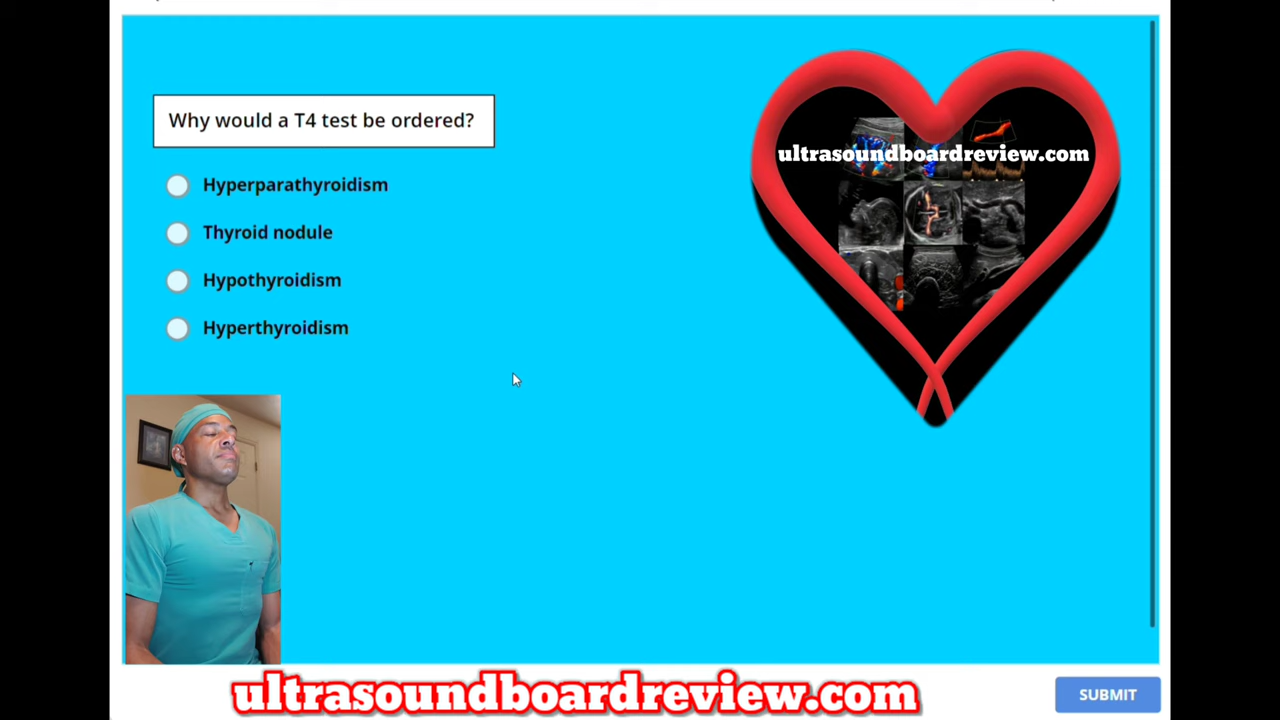 Why would a T4 test be ordered?
Hyperparathyroidism
Thyroid nodule
Hypothyroidism
Hyperthyroidism
ultrasoundboardreview.com
ultrasoundboardreview.com
SUBMIT